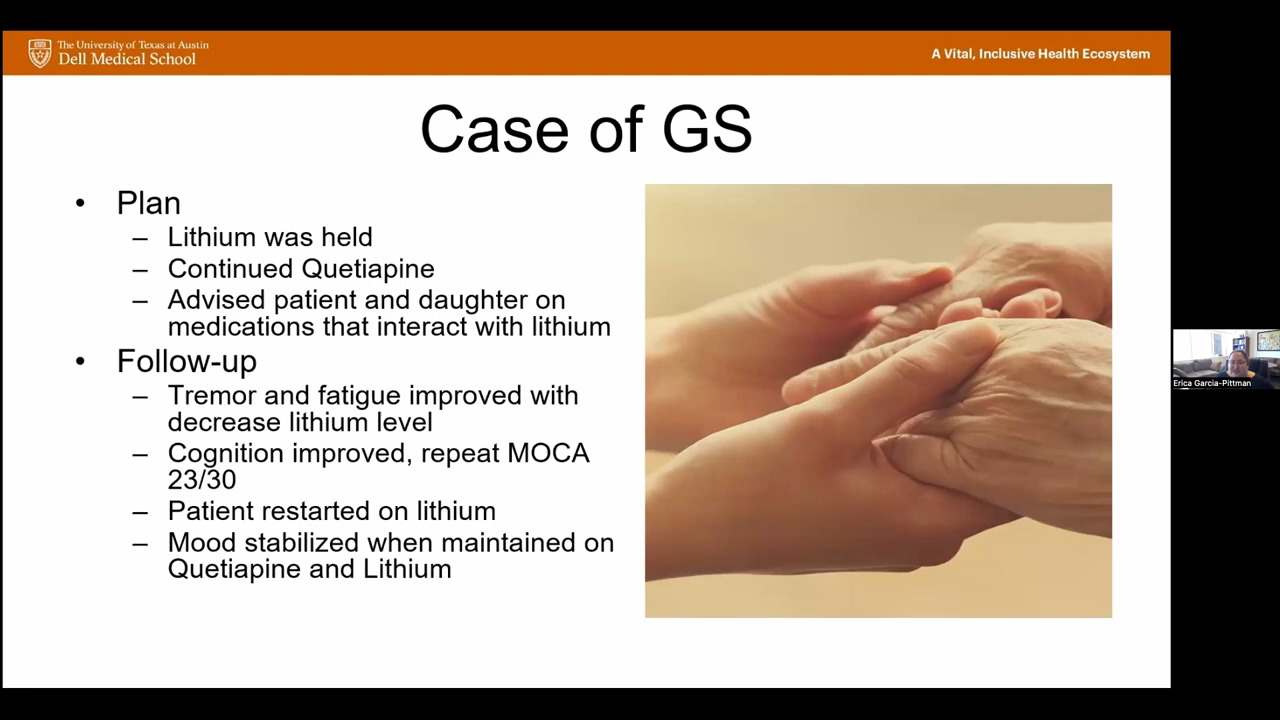 The University of Texas at Austin
Dell Medical School
A Vital, Inclusive Health Ecosystem
Case of GS
• Plan
– Lithium was held
– Continued Quetiapine
– Advised patient and daughter on
medications that interact with lithium
• Follow-up
– Tremor and fatigue improved with
decrease lithium level
– Cognition improved, repeat MOCA
23/30
– Patient restarted on lithium
– Mood stabilized when maintained on
Quetiapine and Lithium
Erica Garcia-Pittman